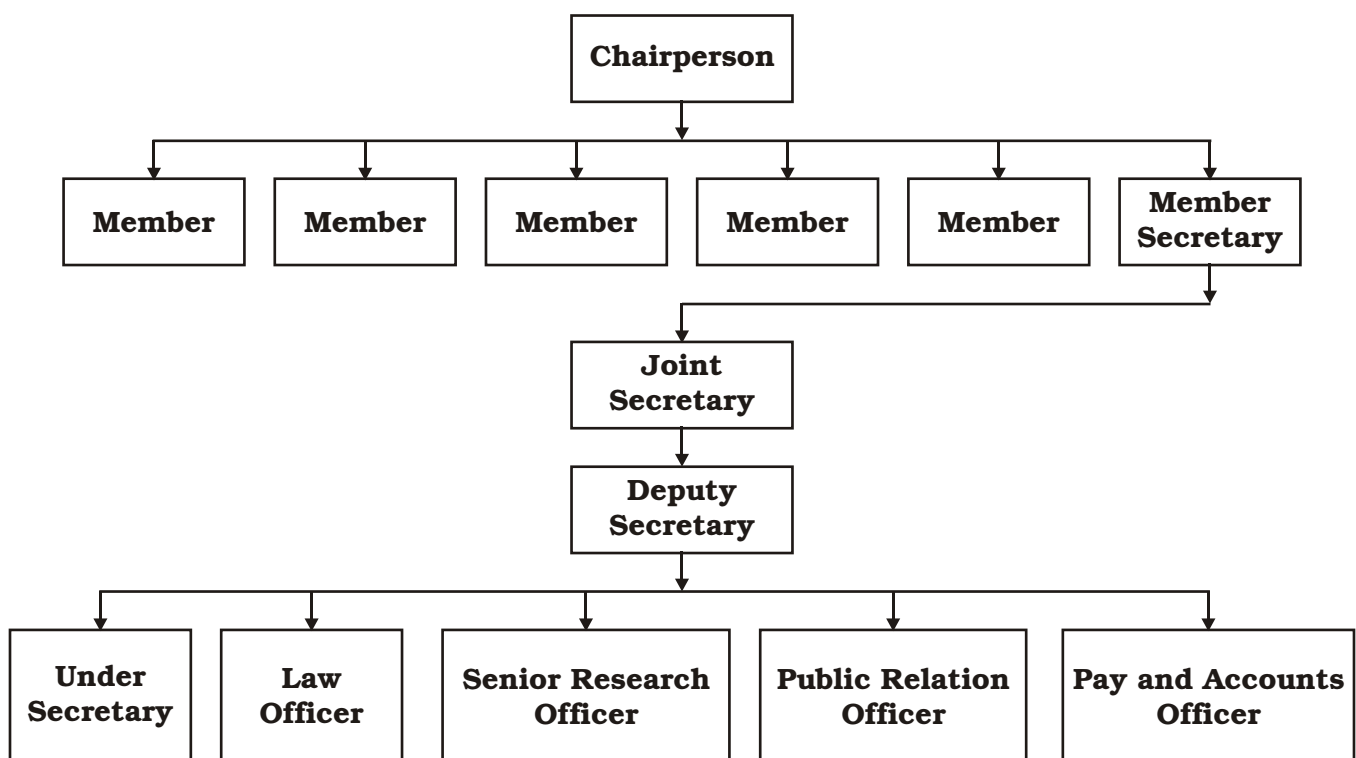 Chairperson
Member
Member
Member
Member
Member
Member
Secretary
Joint
Secretary
Deputy
Secretary
Under
Secretary
Law
Officer
Senior Research
Officer
Public Relation
Officer
Pay and Accounts
Officer